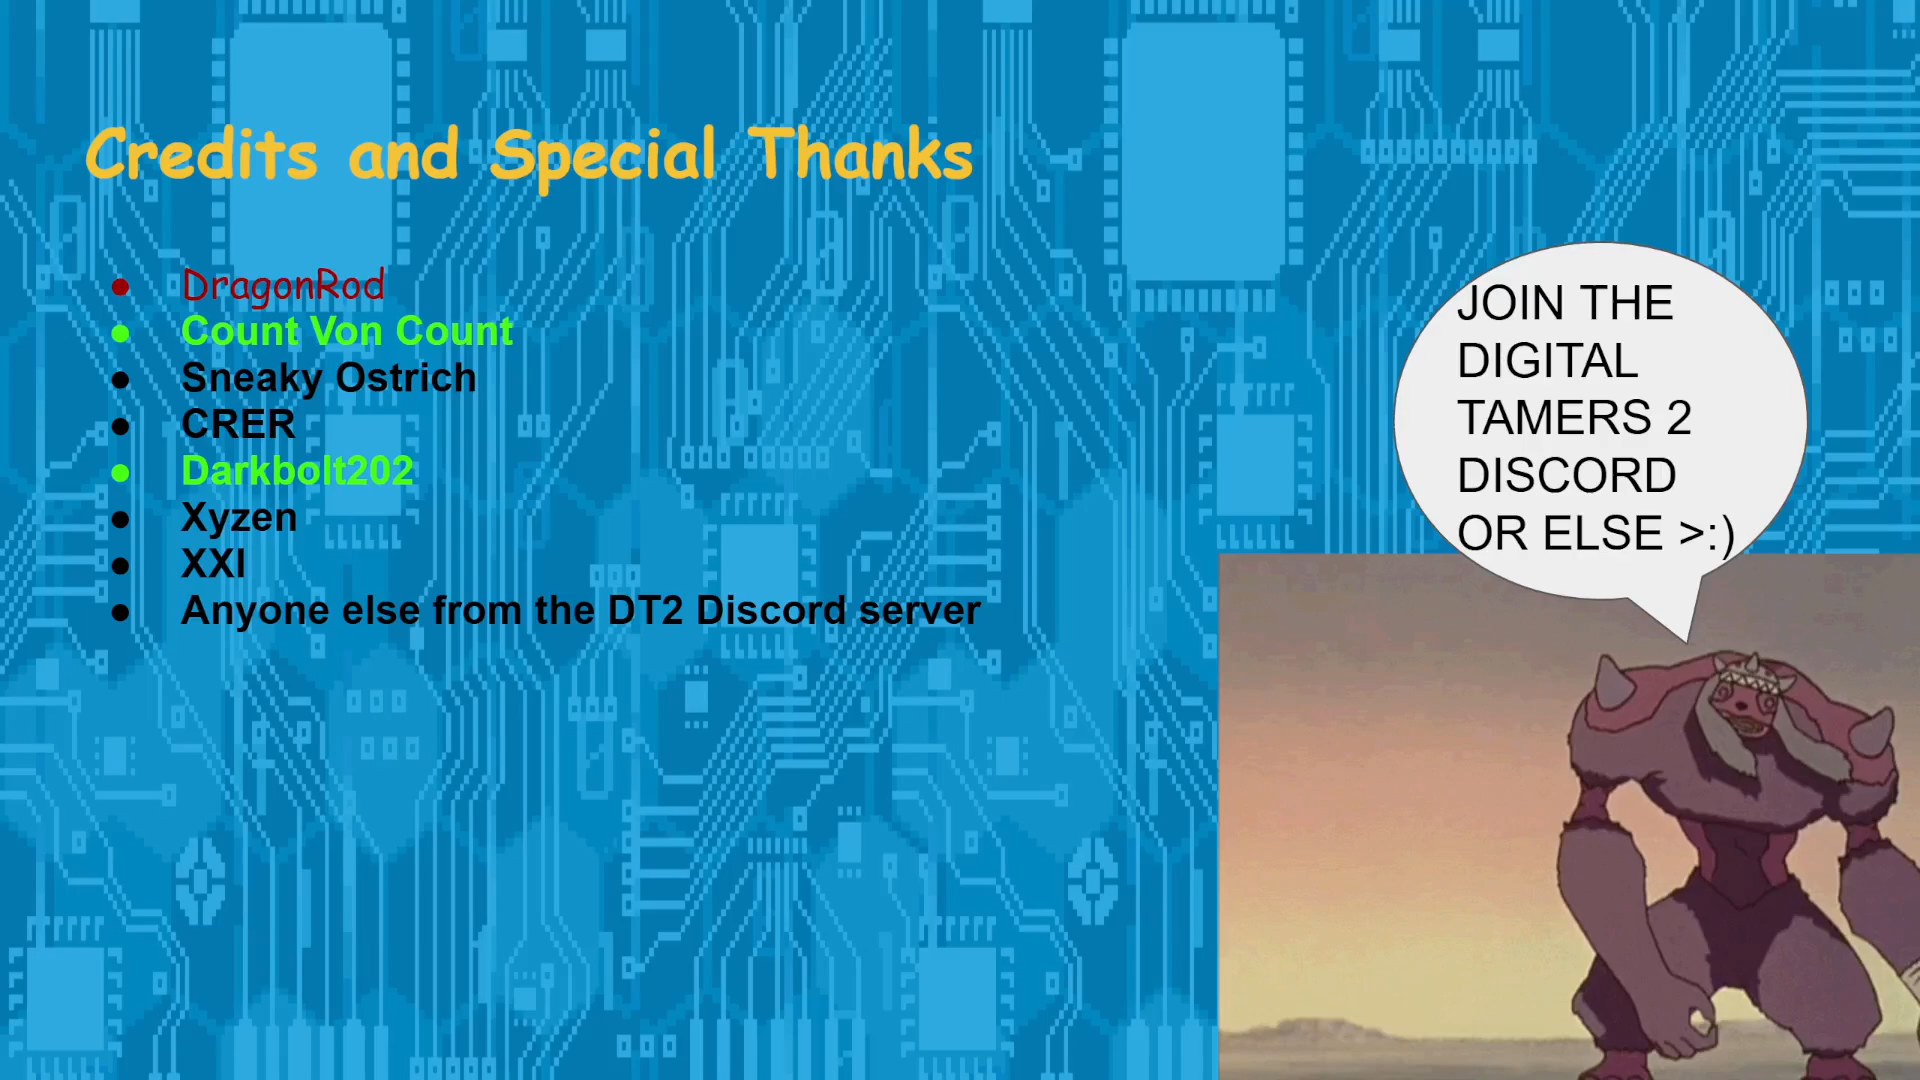 Credits and Special Thanks
● DragonRod
● Count Von Count
● Sneaky Ostrich
● CRER
● Darkbolt202
● Xyzen
● XXI
● Anyone else from the DT2 Discord server
JOIN THE
DIGITAL
TAMERS 2
DISCORD
OR ELSE >:)